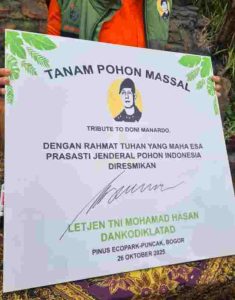 TANAM POHON MASSAL
TRIBUTE TO DONI MANARDO.
DENGAN RAHMAT TUHAN YANG MAHA ESA
PRASASTI JENDERAL POHON INDONESIA
DIRESMIKAN
LETJEN TNI MOHAMAD HASAN
DANKODIKLATAD
PINUS ECOPARK-PUNCAK, BOGOR
26 OKTOBER 2025